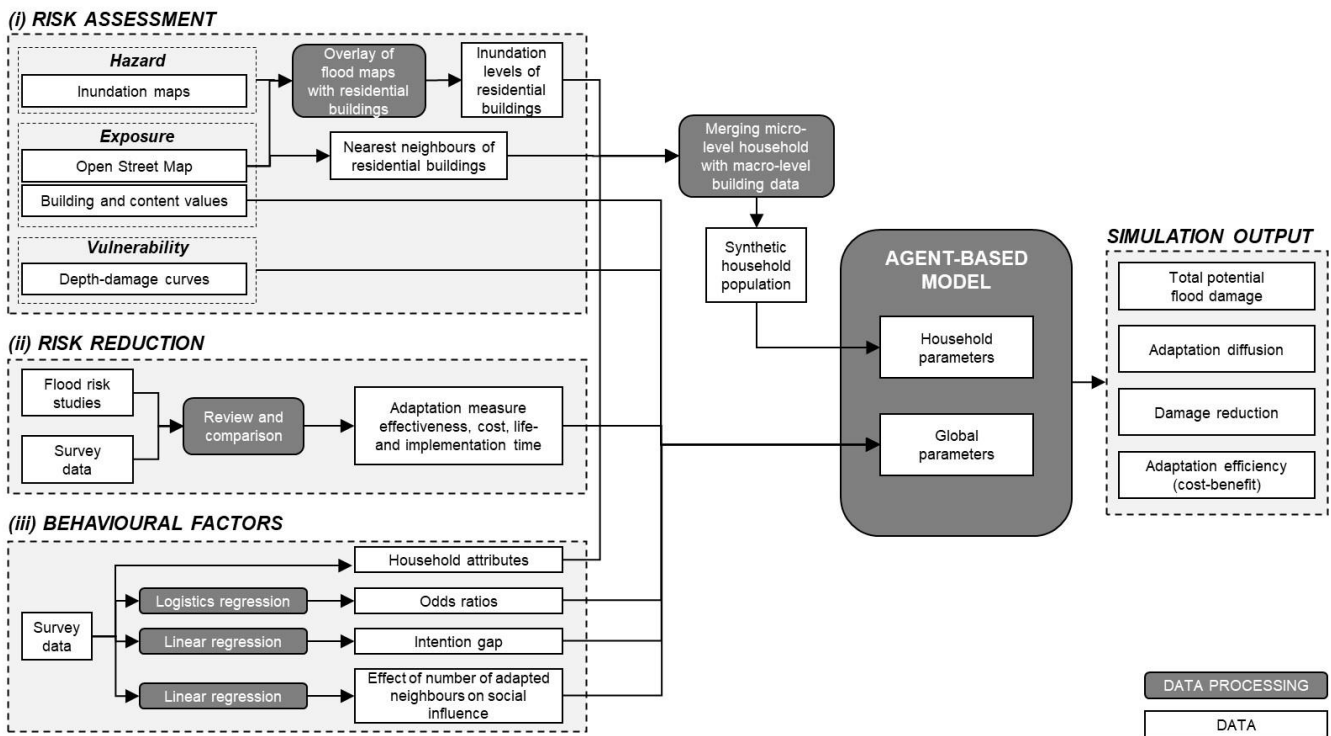 (i) RISK ASSESSMENT
Hazard
Inundation maps
Exposure
Open Street Map
Building and content values
Vulnerability
Depth-damage curves
Overlay of
flood maps
with residential
buildings
Inundation
levels of
residential
buildings
Nearest neighbours of
residential buildings
Merging micro-
level household
with macro-level
building data
Synthetic
household
population
AGENT-BASED
MODEL
Household
parameters
Global
parameters
SIMULATION OUTPUT
Total potential
flood damage
Adaptation diffusion
Damage reduction
Adaptation efficiency
(cost-benefit)
(ii) RISK REDUCTION
Flood risk
studies
Survey
data
Review and
comparison
Adaptation measure
effectiveness, cost, life-
and implementation time
(iii) BEHAVIOURAL FACTORS
Survey
data
Household attributes
Logistics regression
Odds ratios
Linear regression
Intention gap
Linear regression
Effect of number of adapted
neighbours on social
influence
DATA PROCESSING
DATA